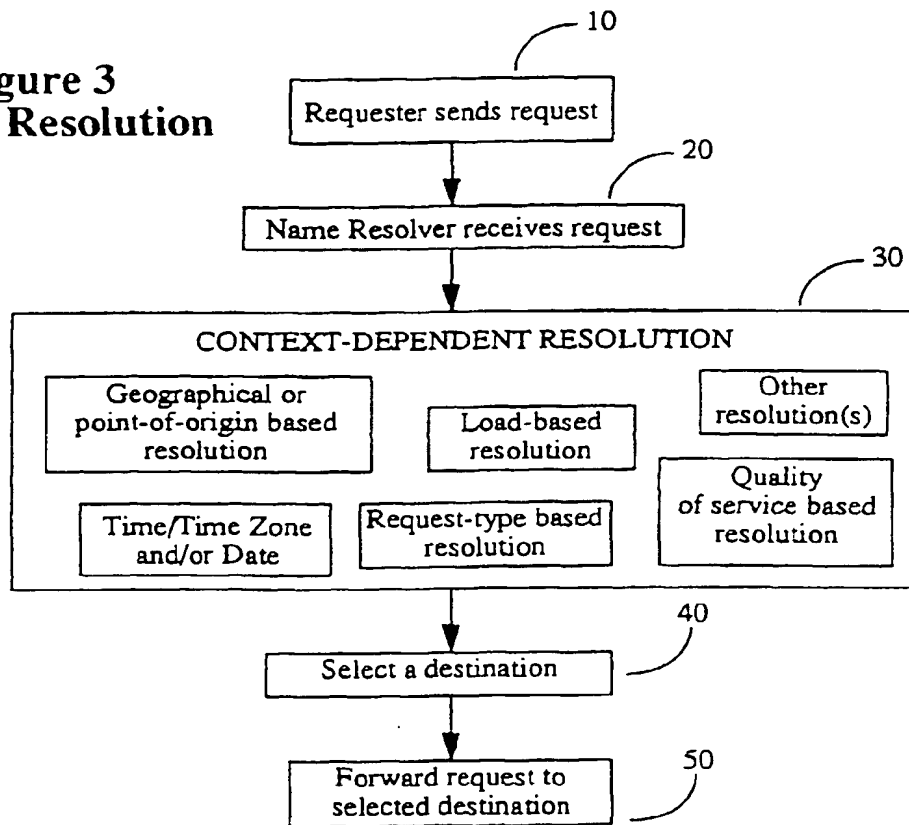 10
gure 3
Resolution
Requester sends request
20
Name Resolver receives request
30
CONTEXT-DEPENDENT RESOLUTION
Geographical or
point-of-origin based
resolution
Load-based
resolution
Other
resolution(s)
Time/Time Zone
and/or Date
Request-type based
resolution
Quality
of service based
resolution
40
Select a destination
50
Forward request to
selected destination